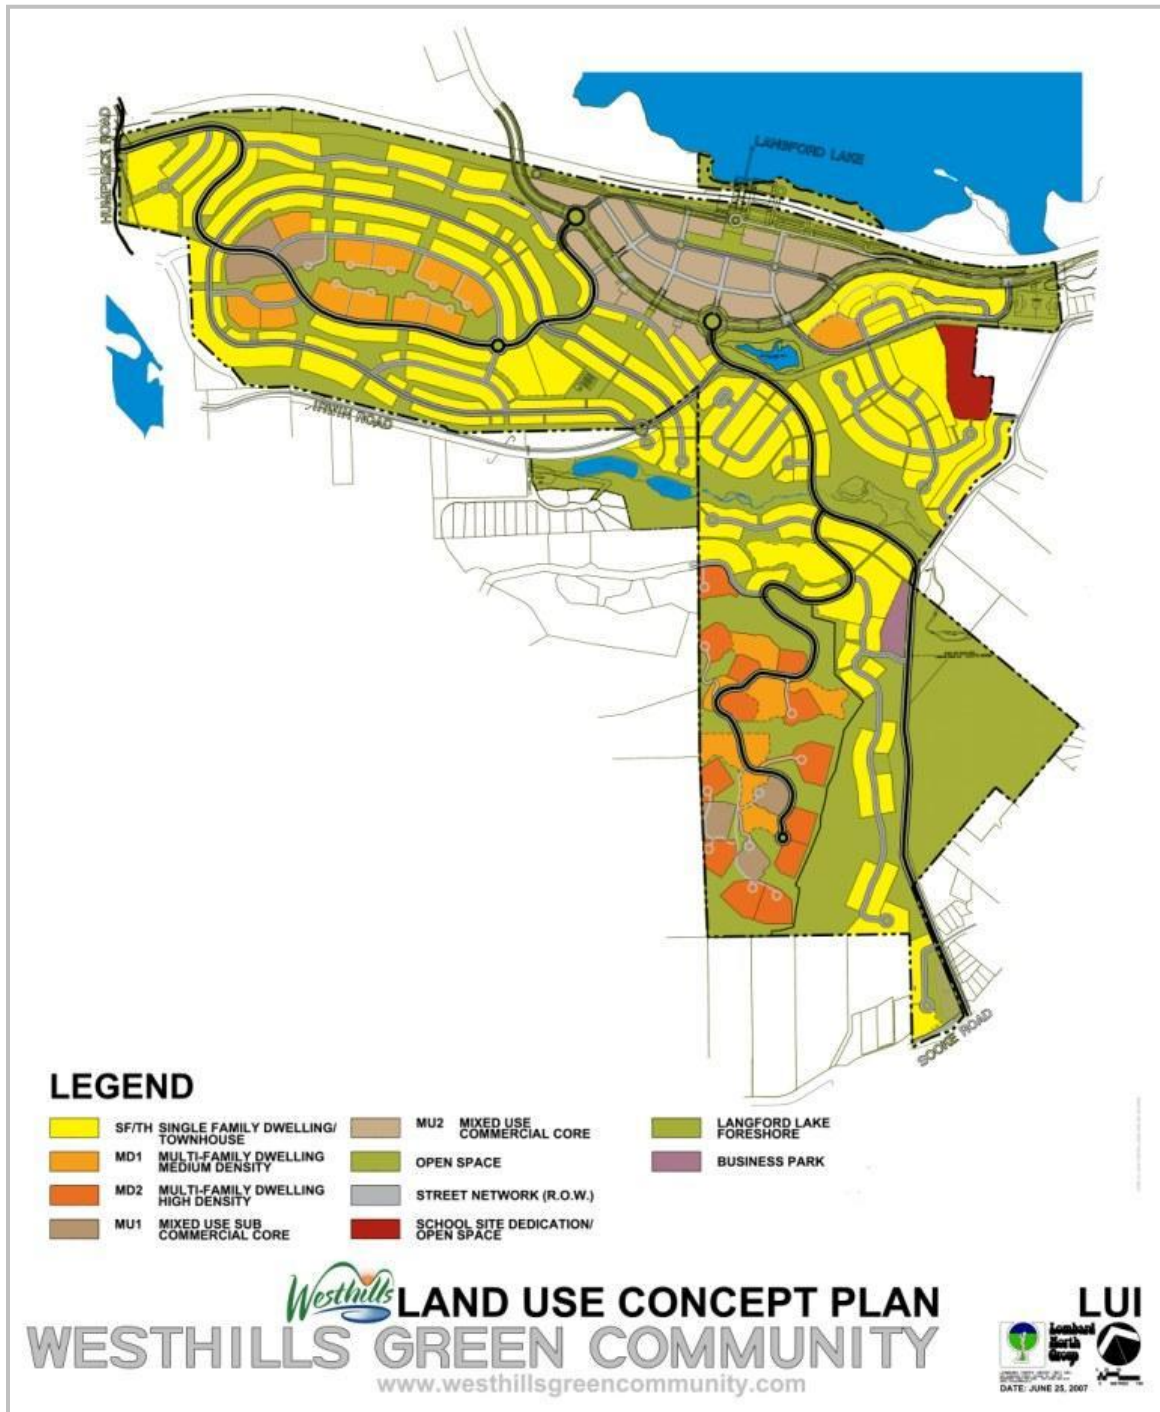 HUMPBACK ROAD
LANGFORD LAKE
IRWIN ROAD
SOOKE ROAD
LEGEND
SF/TH SINGLE FAMILY DWELLING/
TOWNHOUSE
MD1 MULTI-FAMILY DWELLING
MEDIUM DENSITY
MD2 MULTI-FAMILY DWELLING
HIGH DENSITY
MU1 MIXED USE SUB
COMMERCIAL CORE
MU2 MIXED USE
COMMERCIAL CORE
OPEN SPACE
STREET NETWORK (R.O.W.)
SCHOOL SITE DEDICATION/
OPEN SPACE
LANGFORD LAKE
FORESHORE
BUSINESS PARK
Westhills LAND USE CONCEPT PLAN
LUI
WESTHILLS GREEN COMMUNITY
www.westhillsgreencommunity.com
Lombard
North
Group
DATE: JUNE 25, 2007